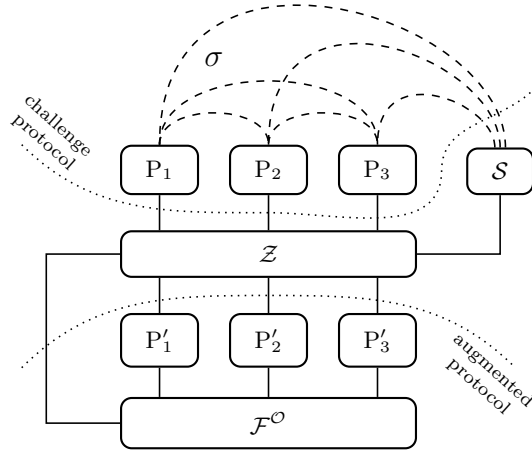 σ
challenge
protocol
P₁ P₂ P₃ 𝒮
𝒵
P′₁ P′₂ P′₃
augmented
protocol
ℱ^𝒪